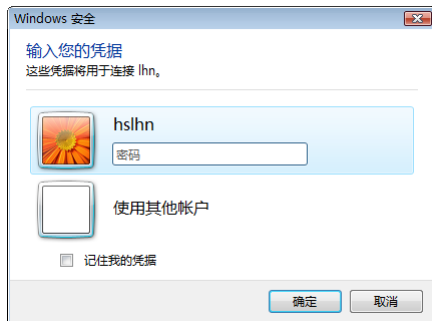 Windows 安全
输入您的凭据
这些凭据将用于连接 lhn。
hslhn
密码
使用其他帐户
记住我的凭据
确定
取消